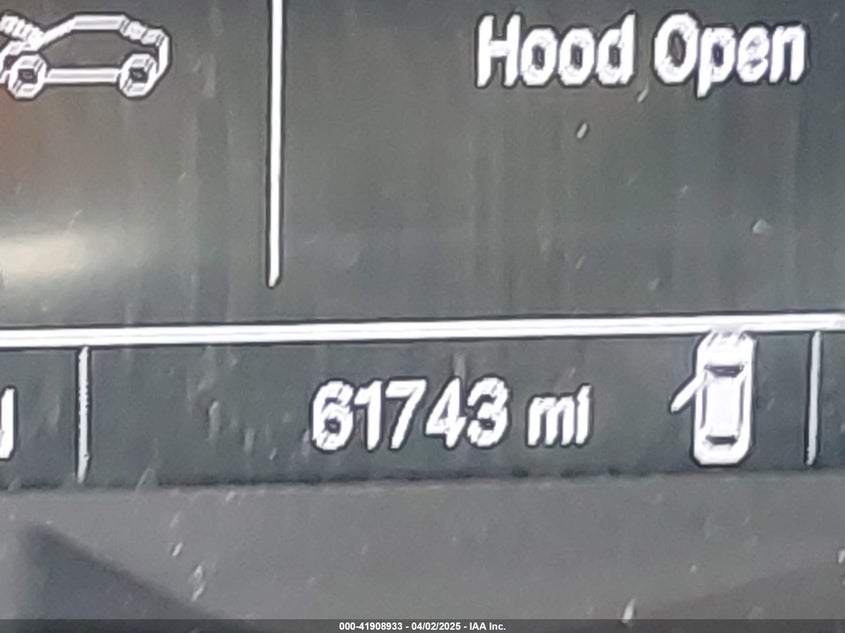 Hood Open
61743 mi
000-41908933 - 04/02/2025 - IAA Inc.